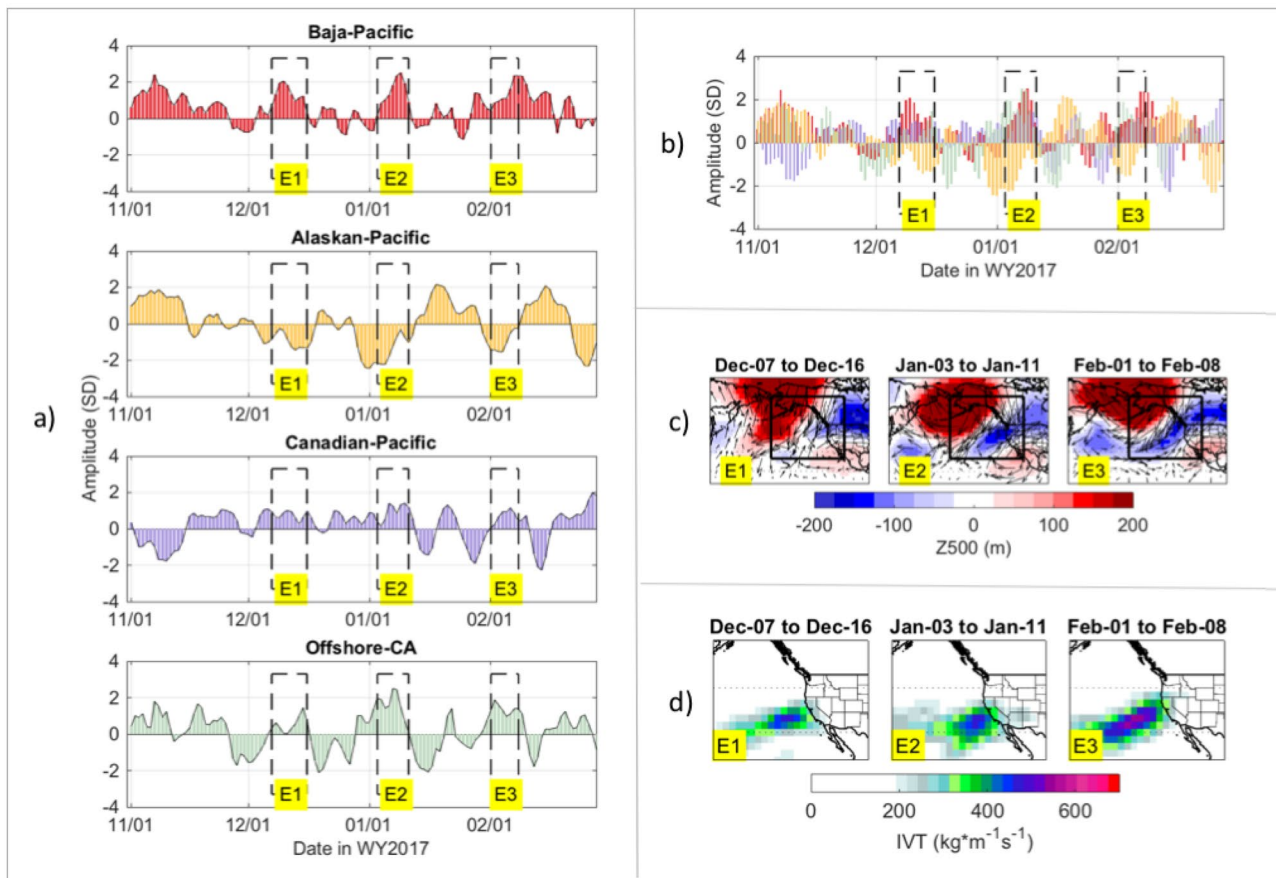 a)
Amplitude (SD)
Baja-Pacific
4
2
0
-2
-4
E1 E2 E3
11/01 12/01 01/01 02/01
Alaskan-Pacific
4
2
0
-2
-4
E1 E2 E3
11/01 12/01 01/01 02/01
Canadian-Pacific
4
2
0
-2
-4
E1 E2 E3
11/01 12/01 01/01 02/01
Offshore-CA
4
2
0
-2
-4
E1 E2 E3
11/01 12/01 01/01 02/01
Date in WY2017
b)
Amplitude (SD)
4
2
0
-2
-4
E1 E2 E3
11/01 12/01 01/01 02/01
Date in WY2017
c)
Dec-07 to Dec-16 Jan-03 to Jan-11 Feb-01 to Feb-08
E1 E2 E3
-200 -100 0 100 200
Z500 (m)
d)
Dec-07 to Dec-16 Jan-03 to Jan-11 Feb-01 to Feb-08
E1 E2 E3
0 200 400 600
IVT (kg*m⁻¹s⁻¹)